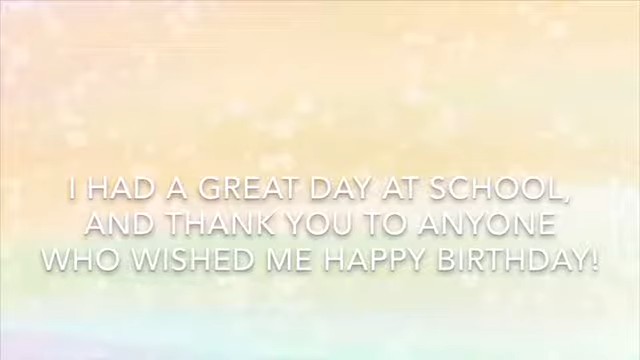 I HAD A GREAT DAY AT SCHOOL,
AND THANK YOU TO ANYONE
WHO WISHED ME HAPPY BIRTHDAY!